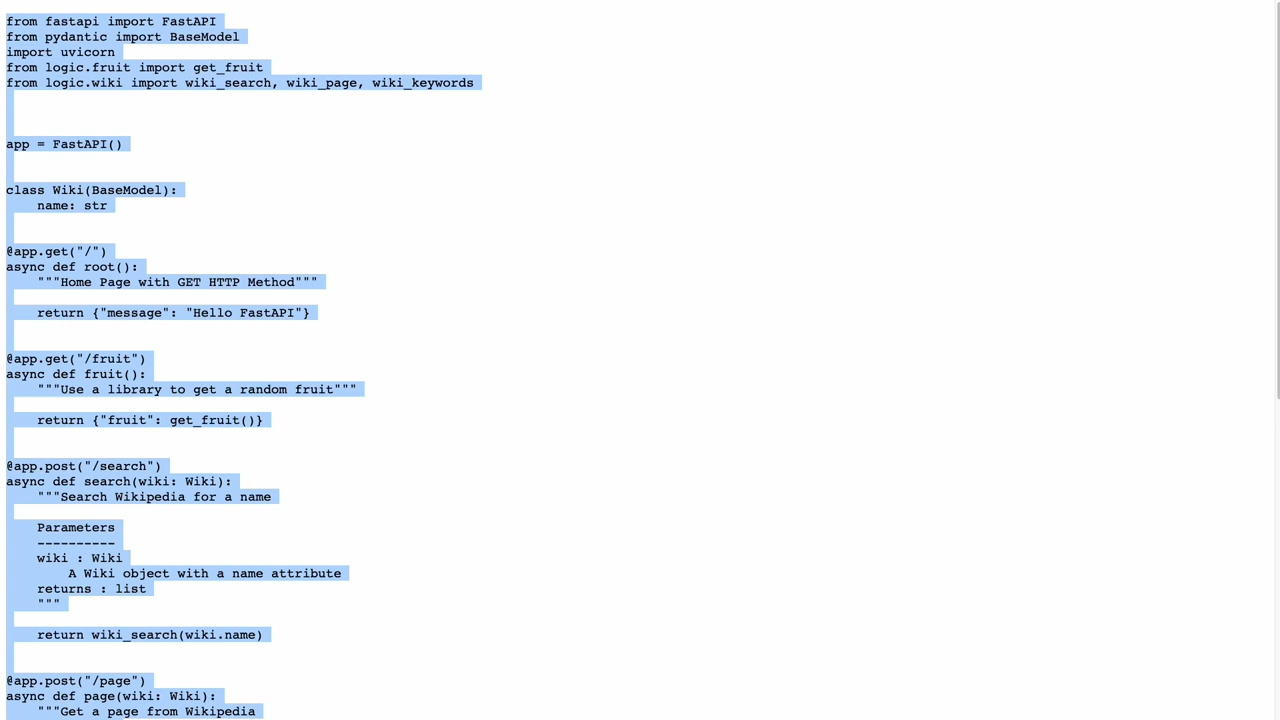 from fastapi import FastAPI
from pydantic import BaseModel
import uvicorn
from logic.fruit import get_fruit
from logic.wiki import wiki_search, wiki_page, wiki_keywords
app = FastAPI()
class Wiki(BaseModel):
    name: str
@app.get("/")
async def root():
    """Home Page with GET HTTP Method"""
    return {"message": "Hello FastAPI"}
@app.get("/fruit")
async def fruit():
    """Use a library to get a random fruit"""
    return {"fruit": get_fruit()}
@app.post("/search")
async def search(wiki: Wiki):
    """Search Wikipedia for a name
    Parameters
    ----------
    wiki : Wiki
        A Wiki object with a name attribute
    returns : list
    """
    return wiki_search(wiki.name)
@app.post("/page")
async def page(wiki: Wiki):
    """Get a page from Wikipedia